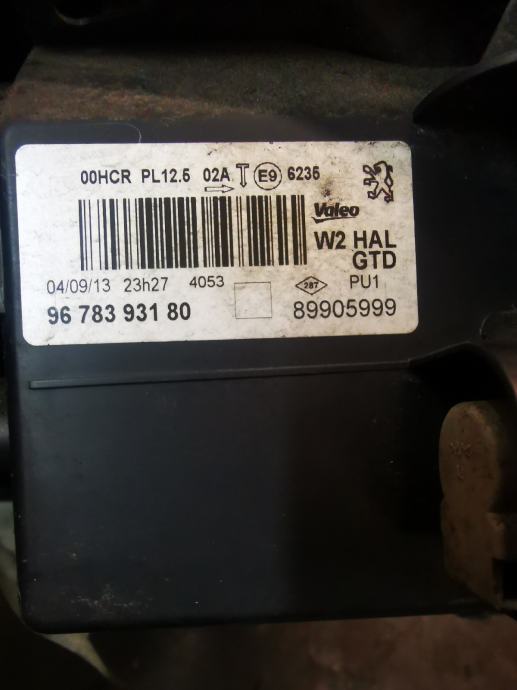 00HCR PL12.5 02A E9 6235
Valeo
W2 HAL
GTD
04/09/13 23h27 4053 PU1
287
96 783 931 80 89905999